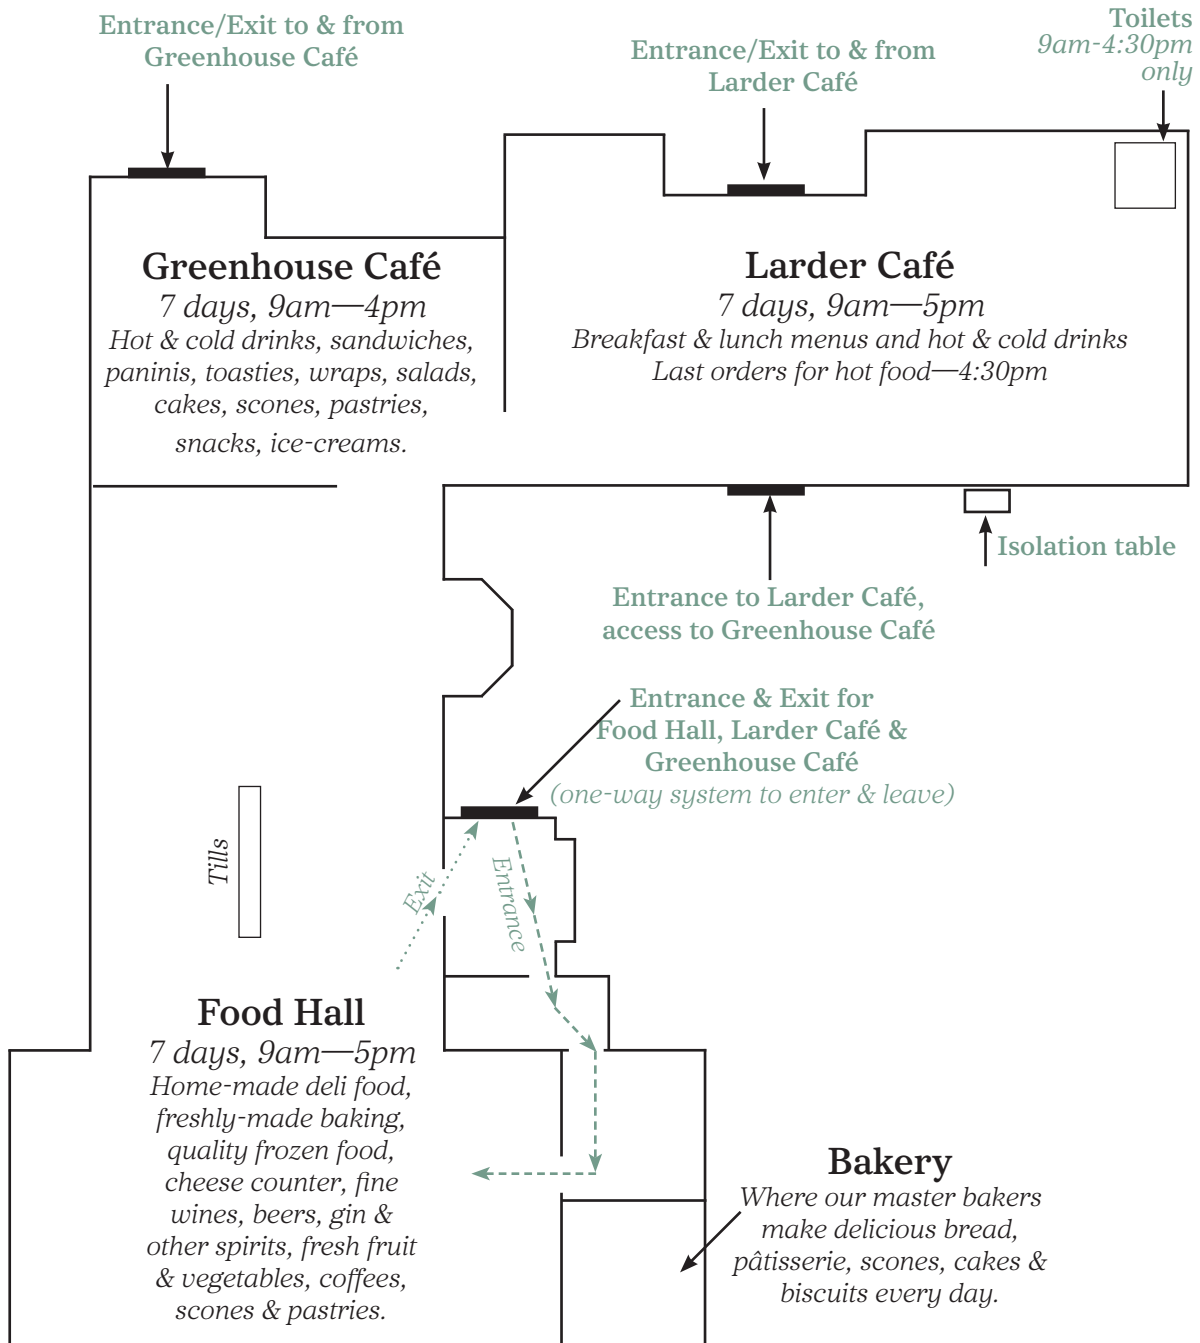 Entrance/Exit to & from
Greenhouse Café
Entrance/Exit to & from
Larder Café
Toilets
9am-4:30pm
only
Greenhouse Café
7 days, 9am—4pm
Hot & cold drinks, sandwiches,
paninis, toasties, wraps, salads,
cakes, scones, pastries,
snacks, ice-creams.
Larder Café
7 days, 9am—5pm
Breakfast & lunch menus and hot & cold drinks
Last orders for hot food—4:30pm
Isolation table
Entrance to Larder Café,
access to Greenhouse Café
Entrance & Exit for
Food Hall, Larder Café &
Greenhouse Café
(one-way system to enter & leave)
Tills
Exit
Entrance
Food Hall
7 days, 9am—5pm
Home-made deli food,
freshly-made baking,
quality frozen food,
cheese counter, fine
wines, beers, gin &
other spirits, fresh fruit
& vegetables, coffees,
scones & pastries.
Bakery
Where our master bakers
make delicious bread,
pâtisserie, scones, cakes &
biscuits every day.